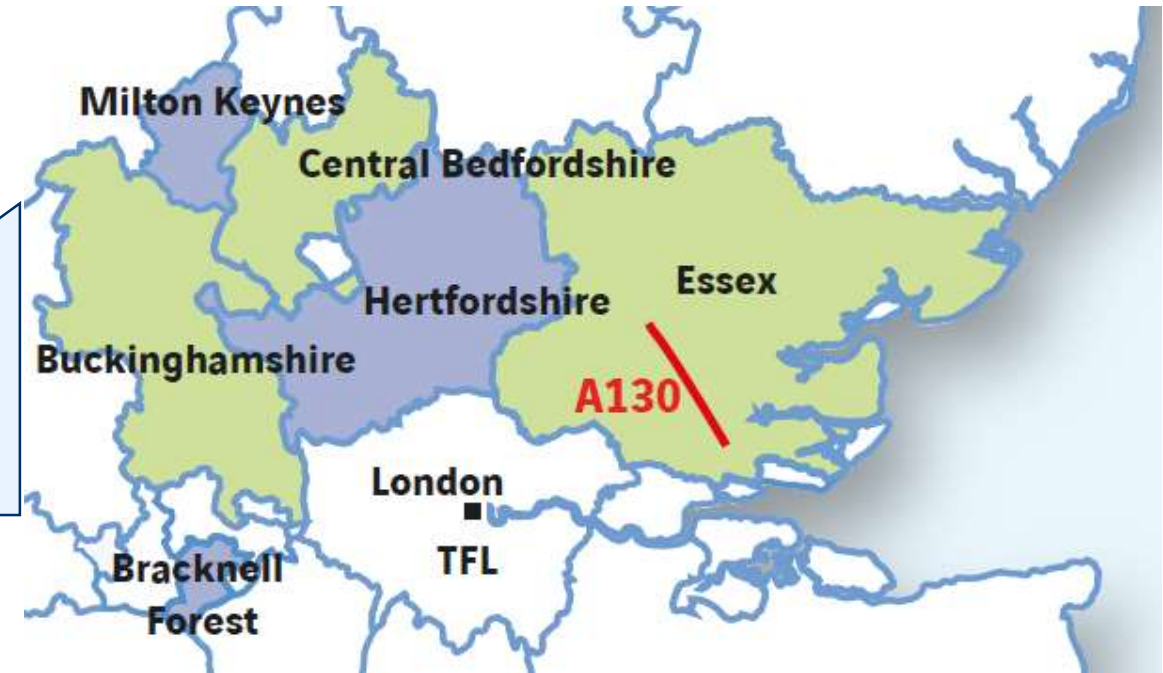 Milton Keynes
Central Bedfordshire
Essex
Hertfordshire
Buckinghamshire
A130
London
TFL
Bracknell
Forest